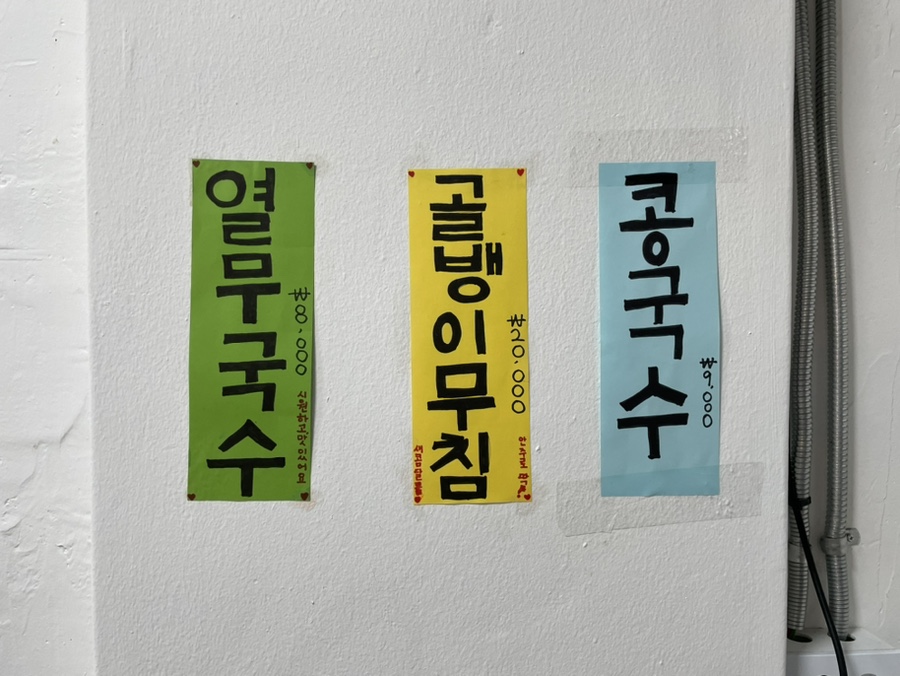 열무국수
₩8,000
시원하고맛있어요
골뱅이무침
₩20,000
콩국수
₩9,000